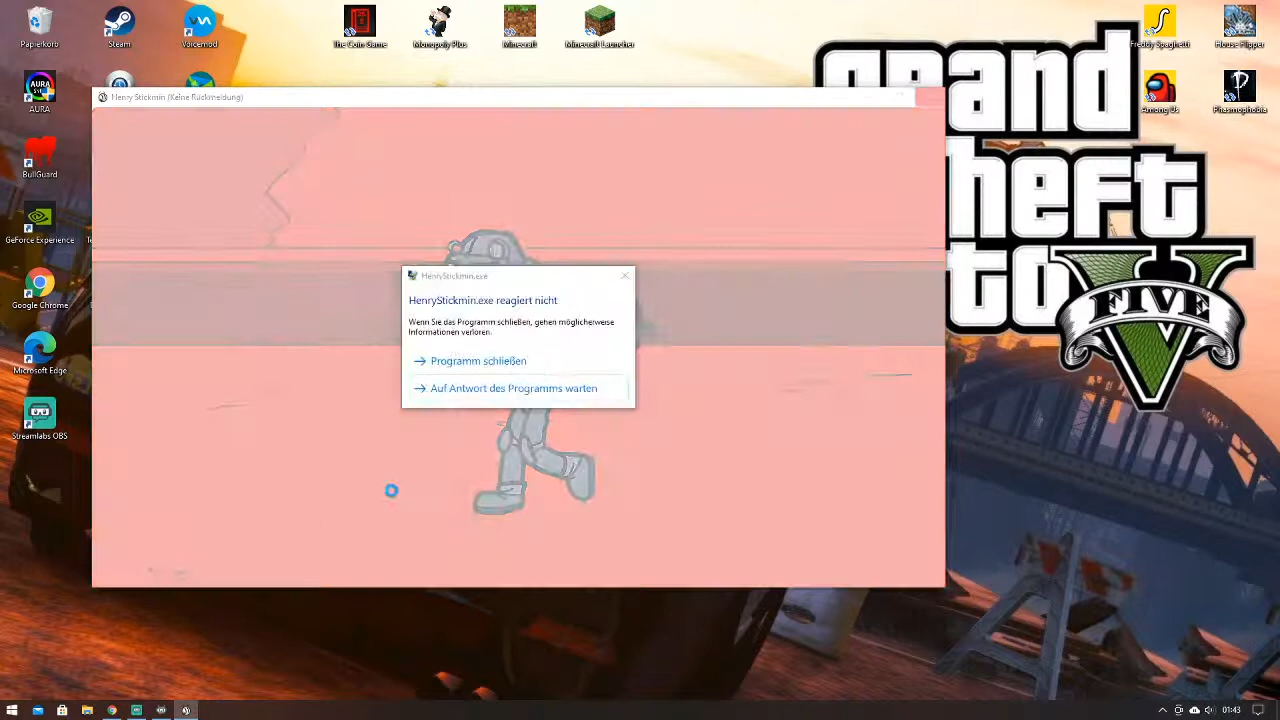 Papierkorb
Steam
Voicemod
The Coin Game
Monopoly Plus
Minecraft
Minecraft Launcher
Freddy Spaghetti
House Flipper
AURA
Among Us
Phasmophobia
BullGuard
GeForce Experience
Google Chrome
Microsoft Edge
Streamlabs OBS
Henry Stickmin (Keine Rückmeldung)
HenryStickmin.exe
HenryStickmin.exe reagiert nicht
Wenn Sie das Programm schließen, gehen möglicherweise
Informationen verloren.
Programm schließen
Auf Antwort des Programms warten
grand
theft
auto
V
FIVE
01:43